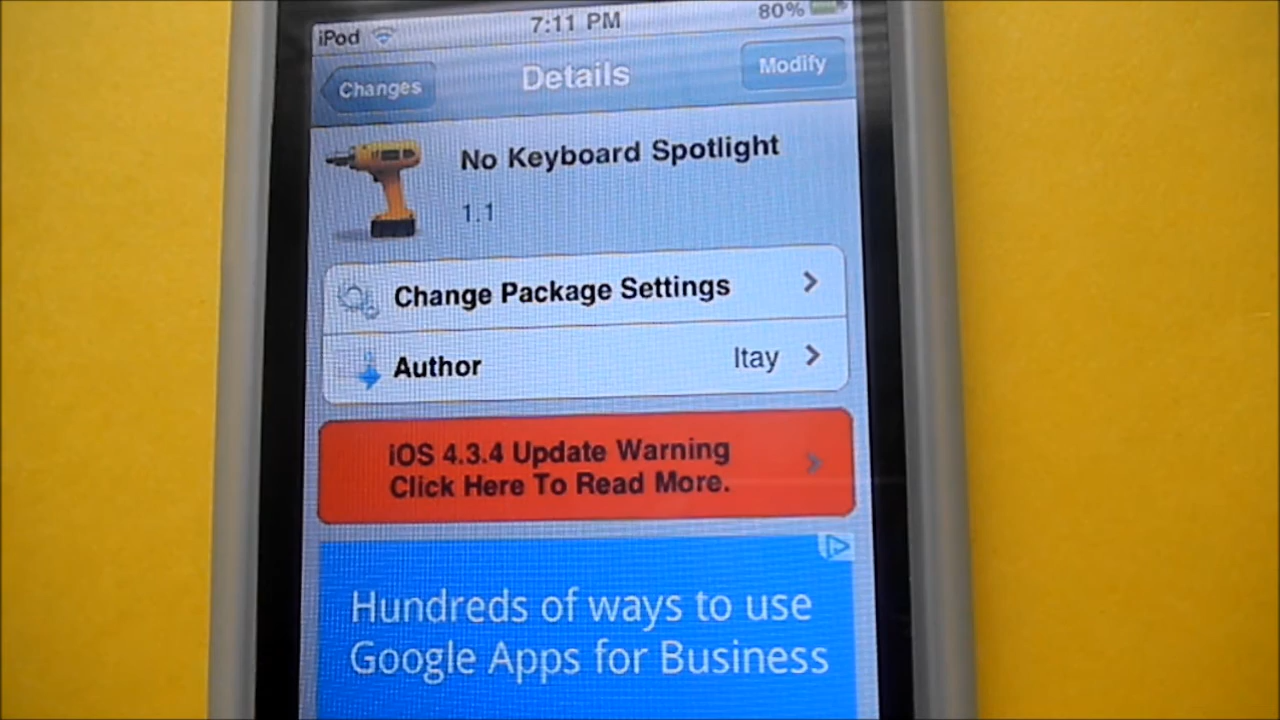 iPod 7:11 PM 80%
Changes Details Modify
No Keyboard Spotlight
1.1
Change Package Settings
Author Itay
iOS 4.3.4 Update Warning
Click Here To Read More.
Hundreds of ways to use
Google Apps for Business